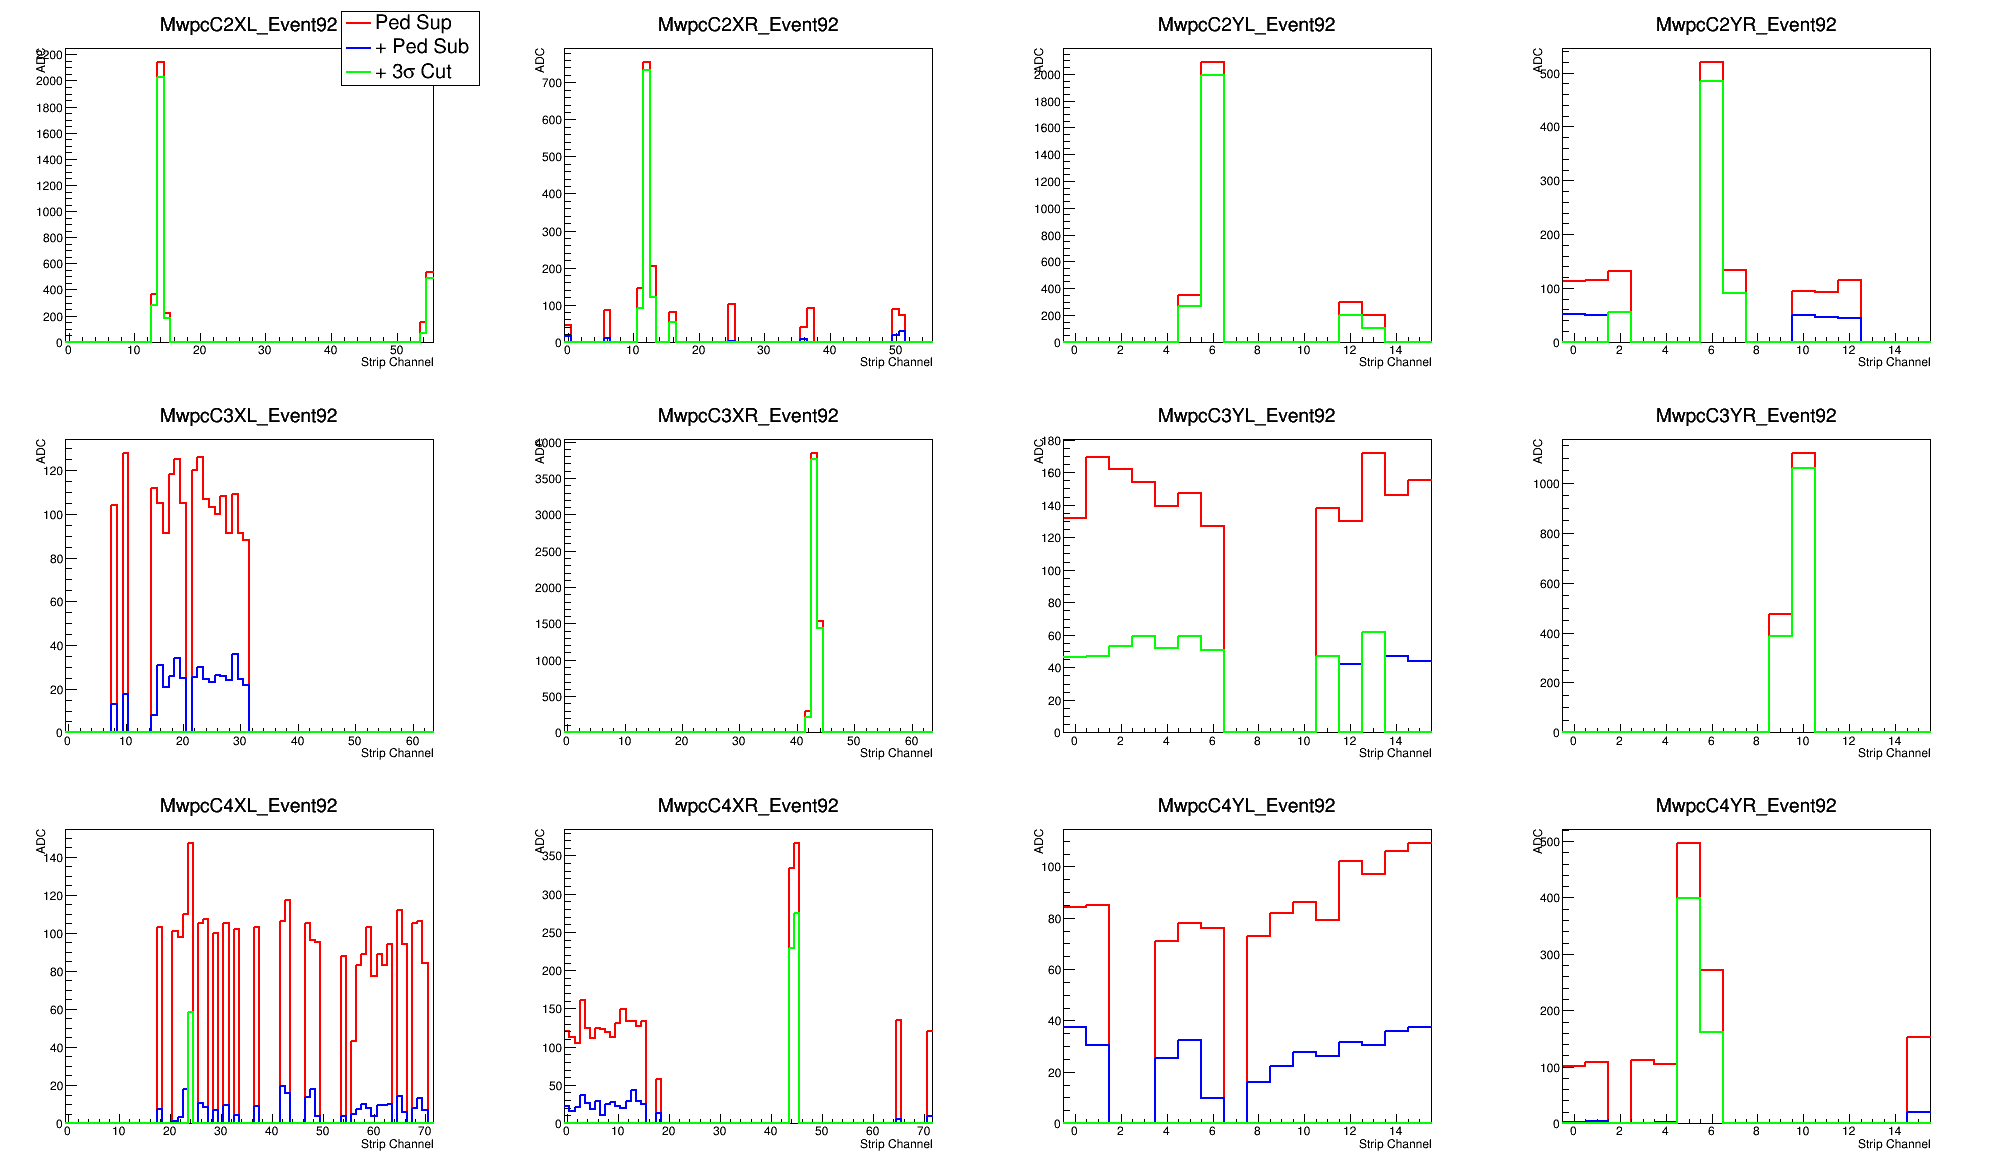 MwpcC2XL_Event92
Ped Sup
+ Ped Sub
+ 3σ Cut
ADC
2200
2000
1800
1600
1400
1200
1000
800
600
400
200
0
0 10 20 30 40 50
Strip Channel
MwpcC2XR_Event92
ADC
700
600
500
400
300
200
100
0
0 10 20 30 40 50
Strip Channel
MwpcC2YL_Event92
ADC
2000
1800
1600
1400
1200
1000
800
600
400
200
0
0 2 4 6 8 10 12 14
Strip Channel
MwpcC2YR_Event92
ADC
500
400
300
200
100
0
0 2 4 6 8 10 12 14
Strip Channel
MwpcC3XL_Event92
ADC
120
100
80
60
40
20
0
0 10 20 30 40 50 60
Strip Channel
MwpcC3XR_Event92
ADC
4000
3500
3000
2500
2000
1500
1000
500
0
0 10 20 30 40 50 60
Strip Channel
MwpcC3YL_Event92
ADC
180
160
140
120
100
80
60
40
20
0
0 2 4 6 8 10 12 14
Strip Channel
MwpcC3YR_Event92
ADC
1000
800
600
400
200
0
0 2 4 6 8 10 12 14
Strip Channel
MwpcC4XL_Event92
ADC
140
120
100
80
60
40
20
0
0 10 20 30 40 50 60 70
Strip Channel
MwpcC4XR_Event92
ADC
350
300
250
200
150
100
50
0
0 10 20 30 40 50 60 70
Strip Channel
MwpcC4YL_Event92
ADC
100
80
60
40
20
0
0 2 4 6 8 10 12 14
Strip Channel
MwpcC4YR_Event92
ADC
500
400
300
200
100
0
0 2 4 6 8 10 12 14
Strip Channel